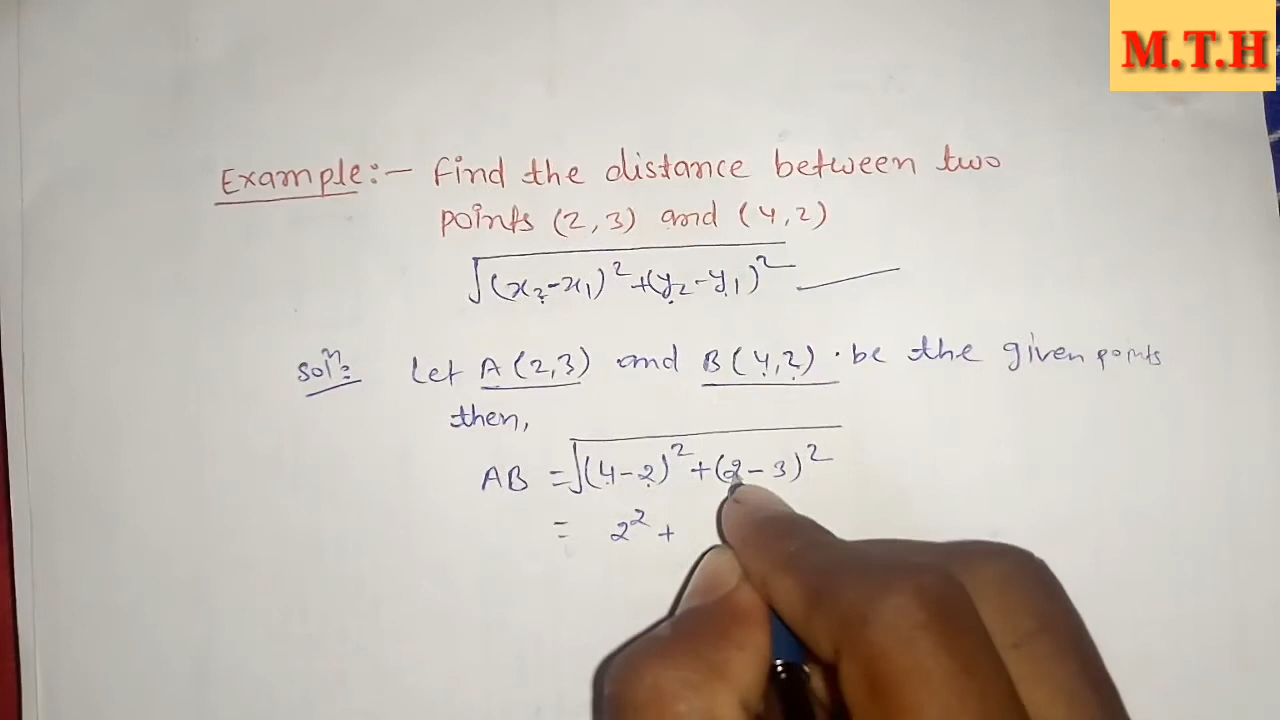 M.T.H
Example:- Find the distance between two
points (2,3) and (4,2)
√(x₂-x₁)²+(y₂-y₁)²
Solⁿ: Let A(2,3) and B(4,2) be the given points
then,
AB = √(4-2)²+(2-3)²
= 2²+